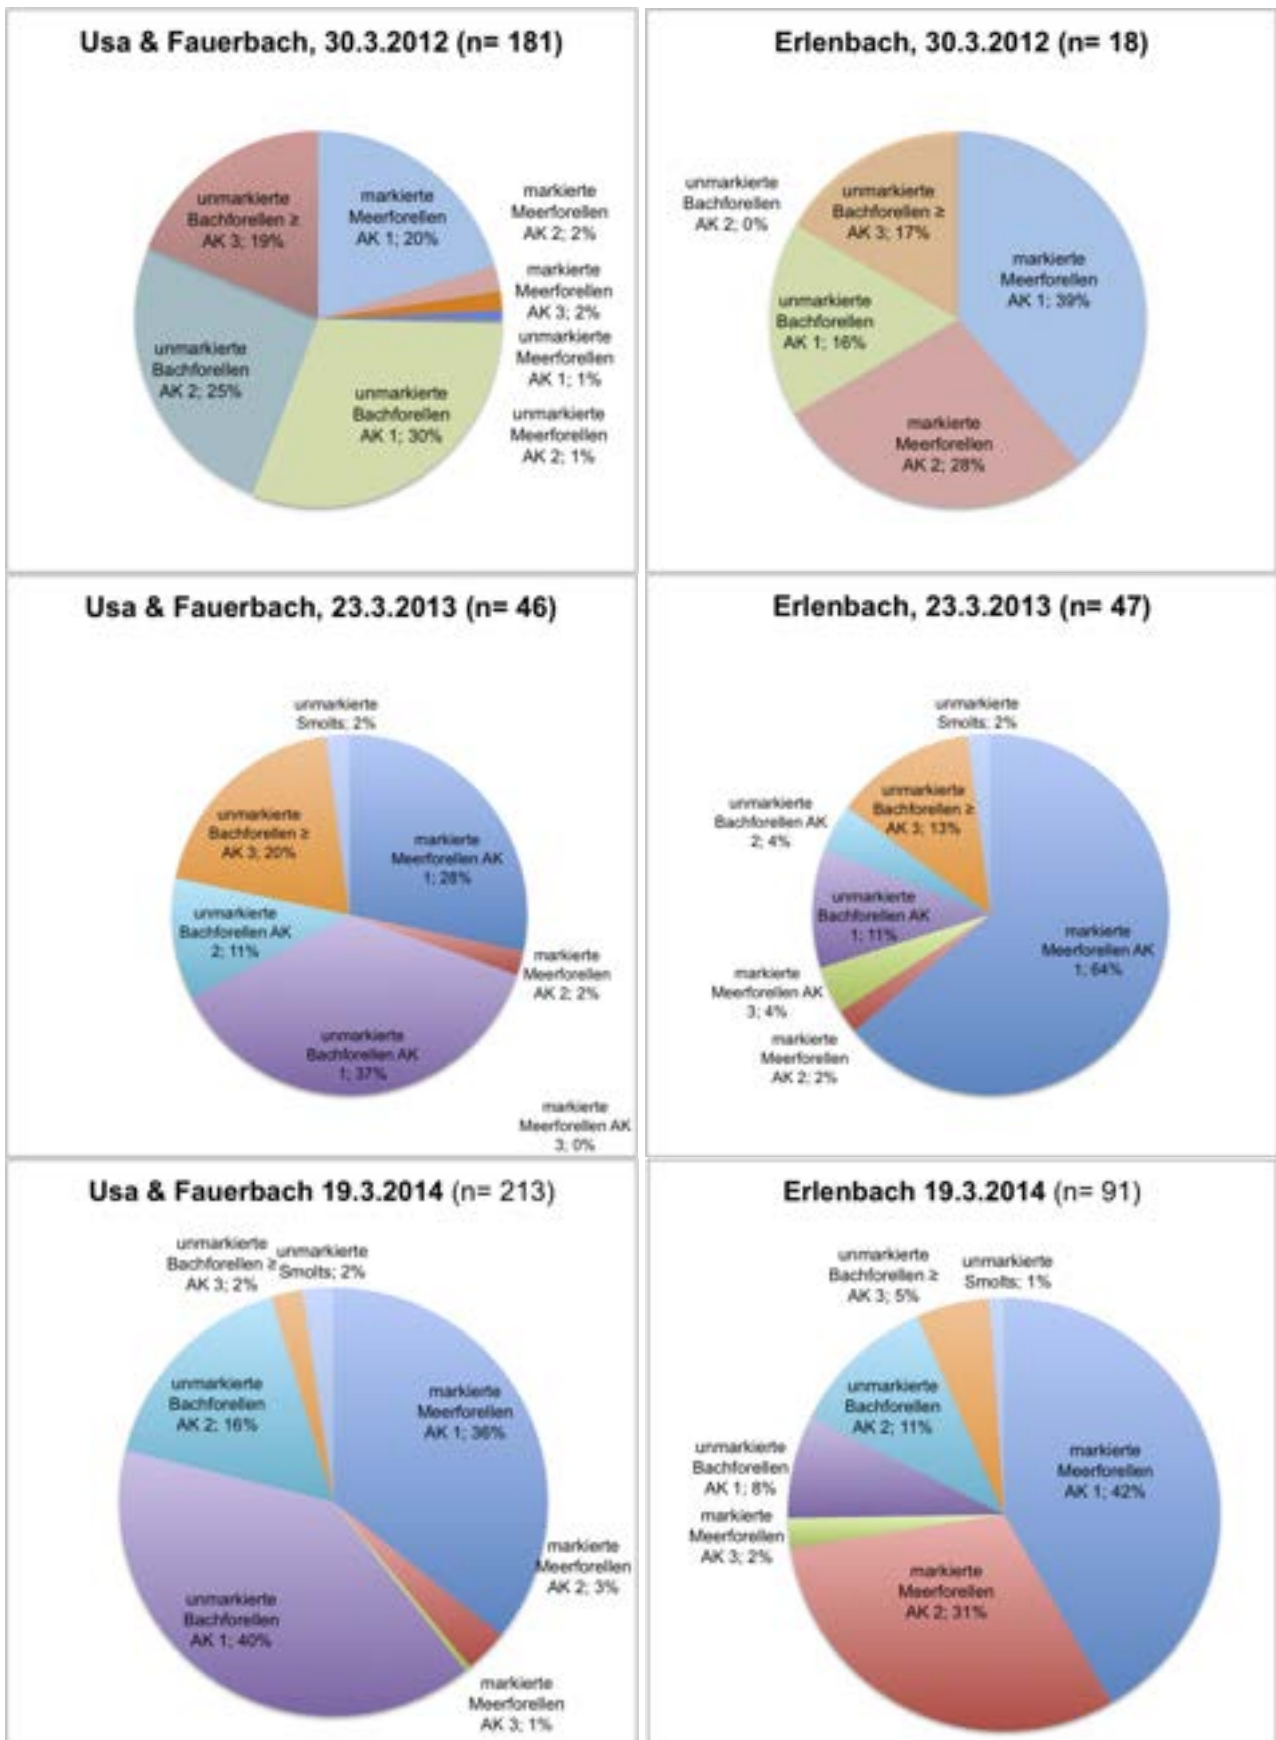 Usa & Fauerbach, 30.3.2012 (n= 181)
markierte
Meerforellen
AK 1; 20%
markierte
Meerforellen
AK 2; 2%
markierte
Meerforellen
AK 3; 2%
unmarkierte
Meerforellen
AK 1; 1%
unmarkierte
Meerforellen
AK 2; 1%
unmarkierte
Bachforellen
AK 1; 30%
unmarkierte
Bachforellen
AK 2; 25%
unmarkierte
Bachforellen ≥
AK 3; 19%
Erlenbach, 30.3.2012 (n= 18)
markierte
Meerforellen
AK 1; 39%
markierte
Meerforellen
AK 2; 28%
unmarkierte
Bachforellen
AK 1; 16%
unmarkierte
Bachforellen
AK 2; 0%
unmarkierte
Bachforellen ≥
AK 3; 17%
Usa & Fauerbach, 23.3.2013 (n= 46)
unmarkierte
Smolts; 2%
markierte
Meerforellen AK
1; 28%
markierte
Meerforellen
AK 2; 2%
markierte
Meerforellen AK
3; 0%
unmarkierte
Bachforellen AK
1; 37%
unmarkierte
Bachforellen AK
2; 11%
unmarkierte
Bachforellen ≥
AK 3; 20%
Erlenbach, 23.3.2013 (n= 47)
unmarkierte
Smolts; 2%
markierte
Meerforellen AK
1; 64%
markierte
Meerforellen
AK 2; 2%
markierte
Meerforellen AK
3; 4%
unmarkierte
Bachforellen AK
1; 11%
unmarkierte
Bachforellen AK
2; 4%
unmarkierte
Bachforellen ≥
AK 3; 13%
Usa & Fauerbach 19.3.2014 (n= 213)
unmarkierte
Smolts; 2%
markierte
Meerforellen
AK 1; 36%
markierte
Meerforellen
AK 2; 3%
markierte
Meerforellen
AK 3; 1%
unmarkierte
Bachforellen
AK 1; 40%
unmarkierte
Bachforellen
AK 2; 16%
unmarkierte
Bachforellen ≥
AK 3; 2%
Erlenbach 19.3.2014 (n= 91)
unmarkierte
Smolts; 1%
markierte
Meerforellen
AK 1; 42%
markierte
Meerforellen
AK 2; 31%
markierte
Meerforellen
AK 3; 2%
unmarkierte
Bachforellen
AK 1; 8%
unmarkierte
Bachforellen
AK 2; 11%
unmarkierte
Bachforellen ≥
AK 3; 5%